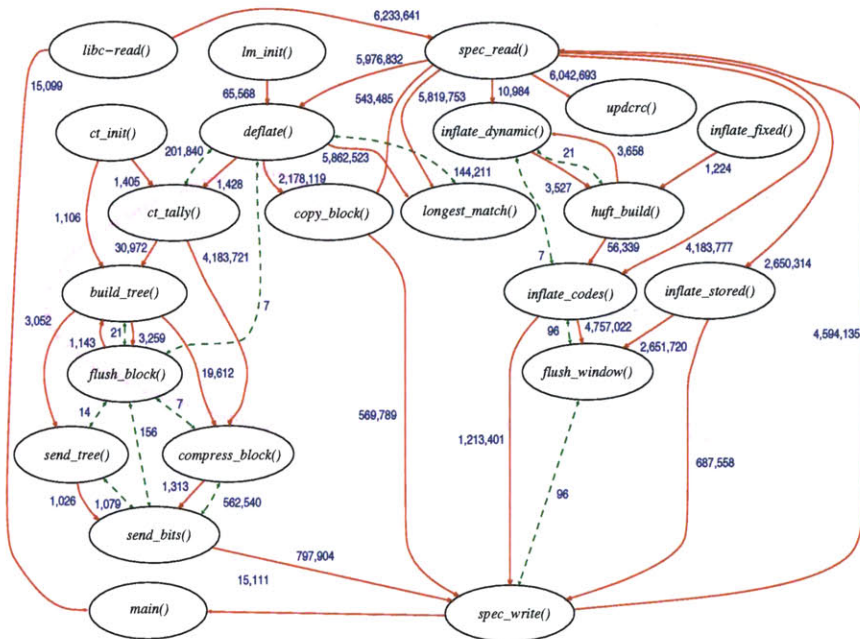 6,233,641
libc-read()
lm_init()
spec_read()
15,099
5,976,832
6,042,693
65,568
543,485
5,819,753
10,984
updcrc()
ct_init()
deflate()
inflate_dynamic()
inflate_fixed()
201,840
5,862,523
144,211
21
3,658
1,224
1,405
1,428
2,178,119
3,527
1,106
ct_tally()
copy_block()
longest_match()
huft_build()
30,972
4,183,721
7
56,339
4,183,777
2,650,314
build_tree()
inflate_codes()
inflate_stored()
3,052
21
7
96
4,757,022
4,594,135
1,143
3,259
2,651,720
flush_block()
19,612
flush_window()
14
7
156
569,789
send_tree()
compress_block()
1,213,401
687,558
1,026
1,079
1,313
562,540
96
send_bits()
797,904
15,111
main()
spec_write()